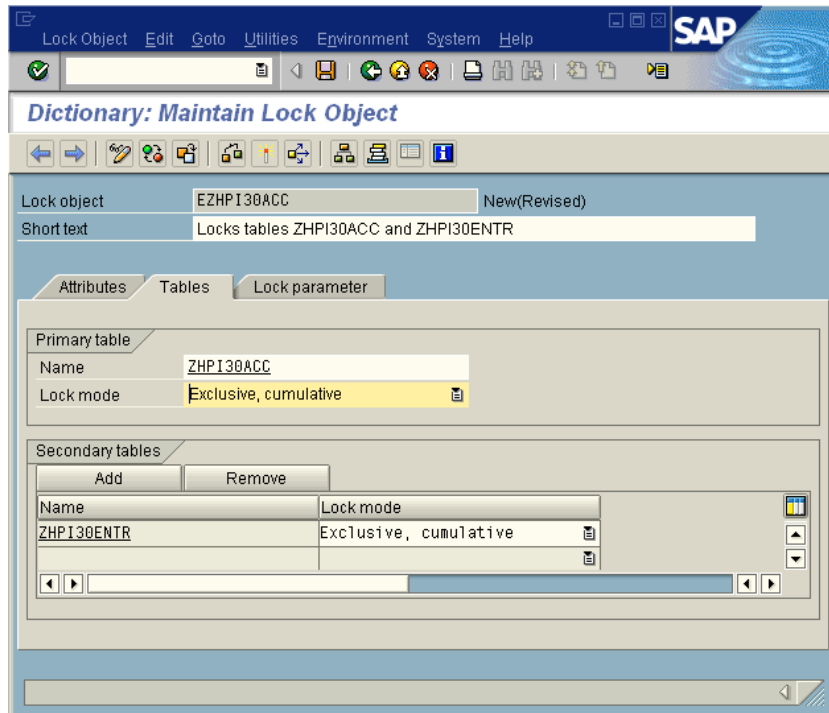 SAP
Lock Object Edit Goto Utilities Environment System Help
Dictionary: Maintain Lock Object
Lock object EZHPI30ACC New(Revised)
Short text Locks tables ZHPI30ACC and ZHPI30ENTR
Attributes Tables Lock parameter
Primary table
Name ZHPI30ACC
Lock mode Exclusive, cumulative
Secondary tables
Add Remove
Name Lock mode
ZHPI30ENTR Exclusive, cumulative